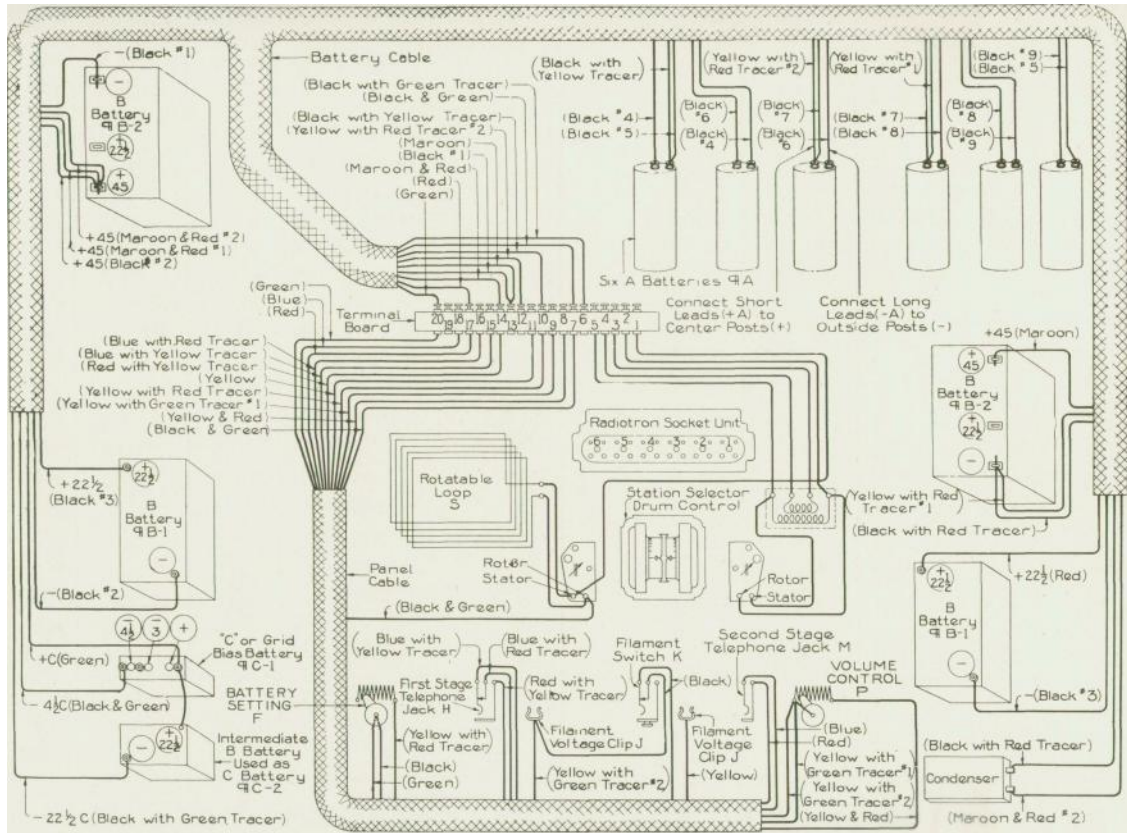 -(Black #1)
B
Battery
¶B-2
22½
+
45
+45(Maroon & Red #2)
+45(Maroon & Red #1)
+45(Black #2)
Battery Cable
(Black with Green Tracer)
(Black & Green)
(Black with Yellow Tracer)
(Yellow with Red Tracer #2)
(Maroon)
(Black #1)
(Maroon & Red)
(Red)
(Green)
(Black with
Yellow Tracer)
(Black #4)
(Black #5)
(Black
#6
(Black
#4
(Yellow with
Red Tracer #2)
(Black
#7
(Black
#6
(Yellow with
(Red Tracer #1)
(Black #7)
(Black #8)
(Black
#8
(Black
#9
(Black #9)
(Black #5)
Six A Batteries ¶A
Connect Short
Leads (+A) to
Center Posts (+)
Connect Long
Leads (-A) to
Outside Posts (-)
(Green)
(Blue)
(Red)
Terminal
Board
20 19 18 17 16 15 14 13 12 11 10 9 8 7 6 5 4 3 2 1
(Blue with Red Tracer)
(Blue with Yellow Tracer)
(Red with Yellow Tracer)
(Yellow)
(Yellow with Red Tracer)
(Yellow with Green Tracer #1)
(Yellow & Red)
(Black & Green)
+45(Maroon)
+
45
B
Battery
¶B-2
+
22½
Radiotron Socket Unit
6 5 4 3 2 1
Rotatable
Loop
S
Station Selector
Drum Control
(Yellow with Red
Tracer #1)
(Black with Red Tracer)
+22½
(Black #3)
+
22½
B
Battery
¶B-1
-(Black #2)
Panel
Cable
Rotor
Stator
(Black & Green)
Rotor
Stator
+22½(Red)
+
22½
B
Battery
¶B-1
-(Black #3)
4½ 3 +
+C(Green)
"C" or Grid
Bias Battery
¶C-1
-4½C(Black & Green)
BATTERY
SETTING
F
+
22½
Intermediate
B Battery
Used as
C Battery
¶C-2
-22½C(Black with Green Tracer)
(Blue with
Yellow Tracer)
(Blue with
Red Tracer)
First Stage
Telephone
Jack H
(Red with
Yellow Tracer)
(Yellow with
Red Tracer)
(Black)
(Green)
Filament
Voltage Clip J
(Yellow with
Green Tracer #2)
Filament
Switch K
(Black)
Second Stage
Telephone Jack M
Filament
Voltage
Clip J
(Yellow)
VOLUME
CONTROL
P
(Blue)
(Red)
(Yellow with
Green Tracer #1)
(Yellow with
Green Tracer #2)
(Yellow & Red)
(Black with Red Tracer)
Condenser
(Maroon & Red #2)